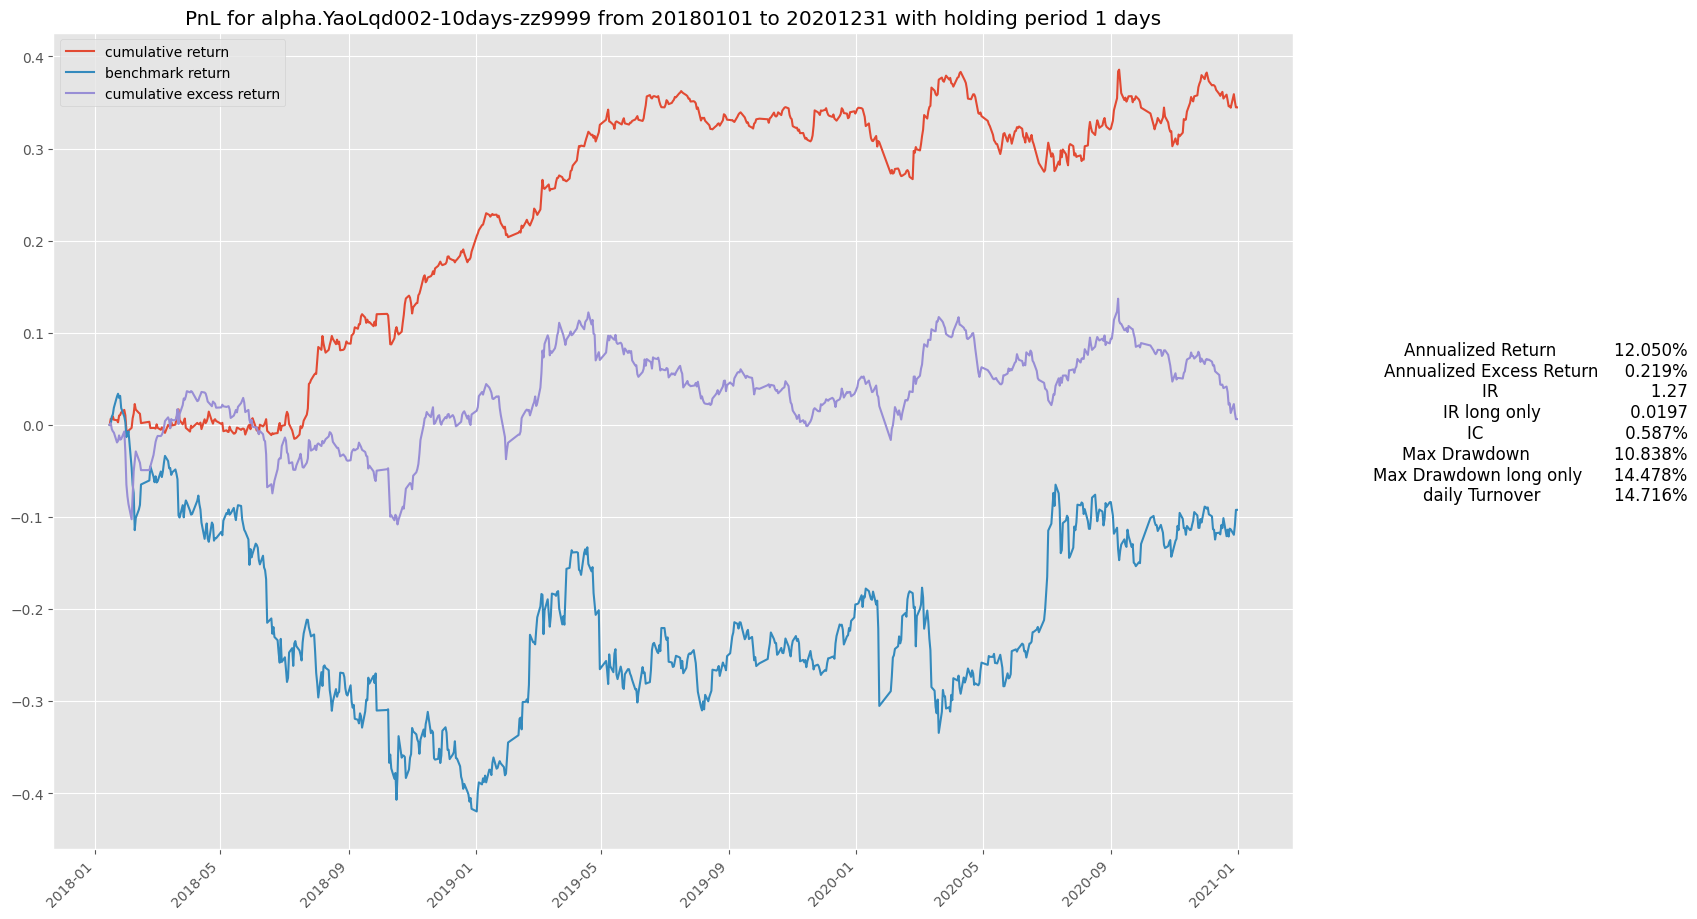 PnL for alpha.YaoLqd002-10days-zz9999 from 20180101 to 20201231 with holding period 1 days
cumulative return
benchmark return
cumulative excess return
0.4
0.3
0.2
0.1
0.0
−0.1
−0.2
−0.3
−0.4
2018-01
2018-05
2018-09
2019-01
2019-05
2019-09
2020-01
2020-05
2020-09
2021-01
Annualized Return 12.050%
Annualized Excess Return 0.219%
IR 1.27
IR long only 0.0197
IC 0.587%
Max Drawdown 10.838%
Max Drawdown long only 14.478%
daily Turnover 14.716%